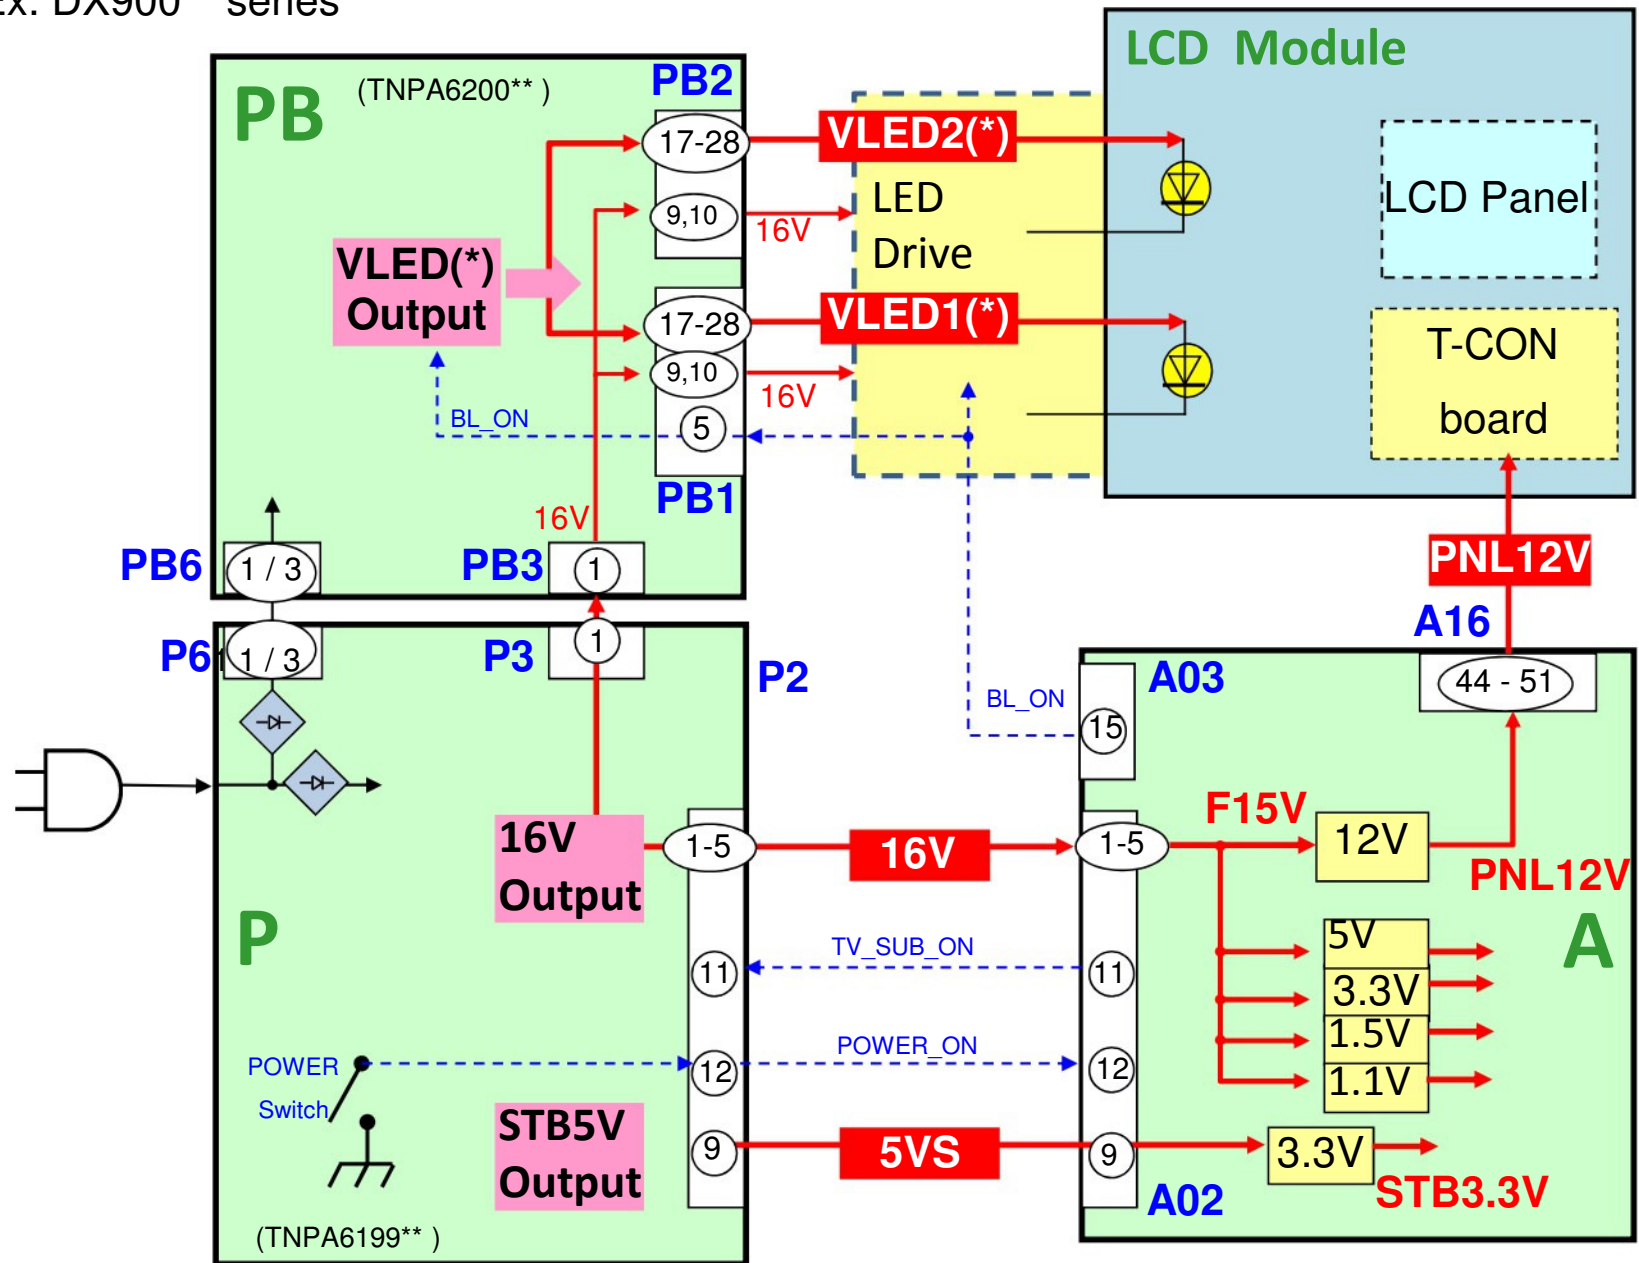 Ex. DX900 series
PB
(TNPA6200** )
PB2
17-28
9,10
VLED(*)
Output
17-28
9,10
5
BL_ON
PB1
16V
PB6
1 / 3
PB3
1
VLED2(*)
16V
LED
Drive
VLED1(*)
16V
LCD Module
LCD Panel
T-CON
board
PNL12V
A16
P6
1 / 3
P3
1
P2
16V
Output
1-5
P
11
POWER
Switch
12
STB5V
Output
9
(TNPA6199** )
16V
TV_SUB_ON
POWER_ON
5VS
BL_ON
A03
15
44 - 51
1-5
F15V
12V
PNL12V
A
5V
3.3V
1.5V
1.1V
11
12
9
3.3V
STB3.3V
A02